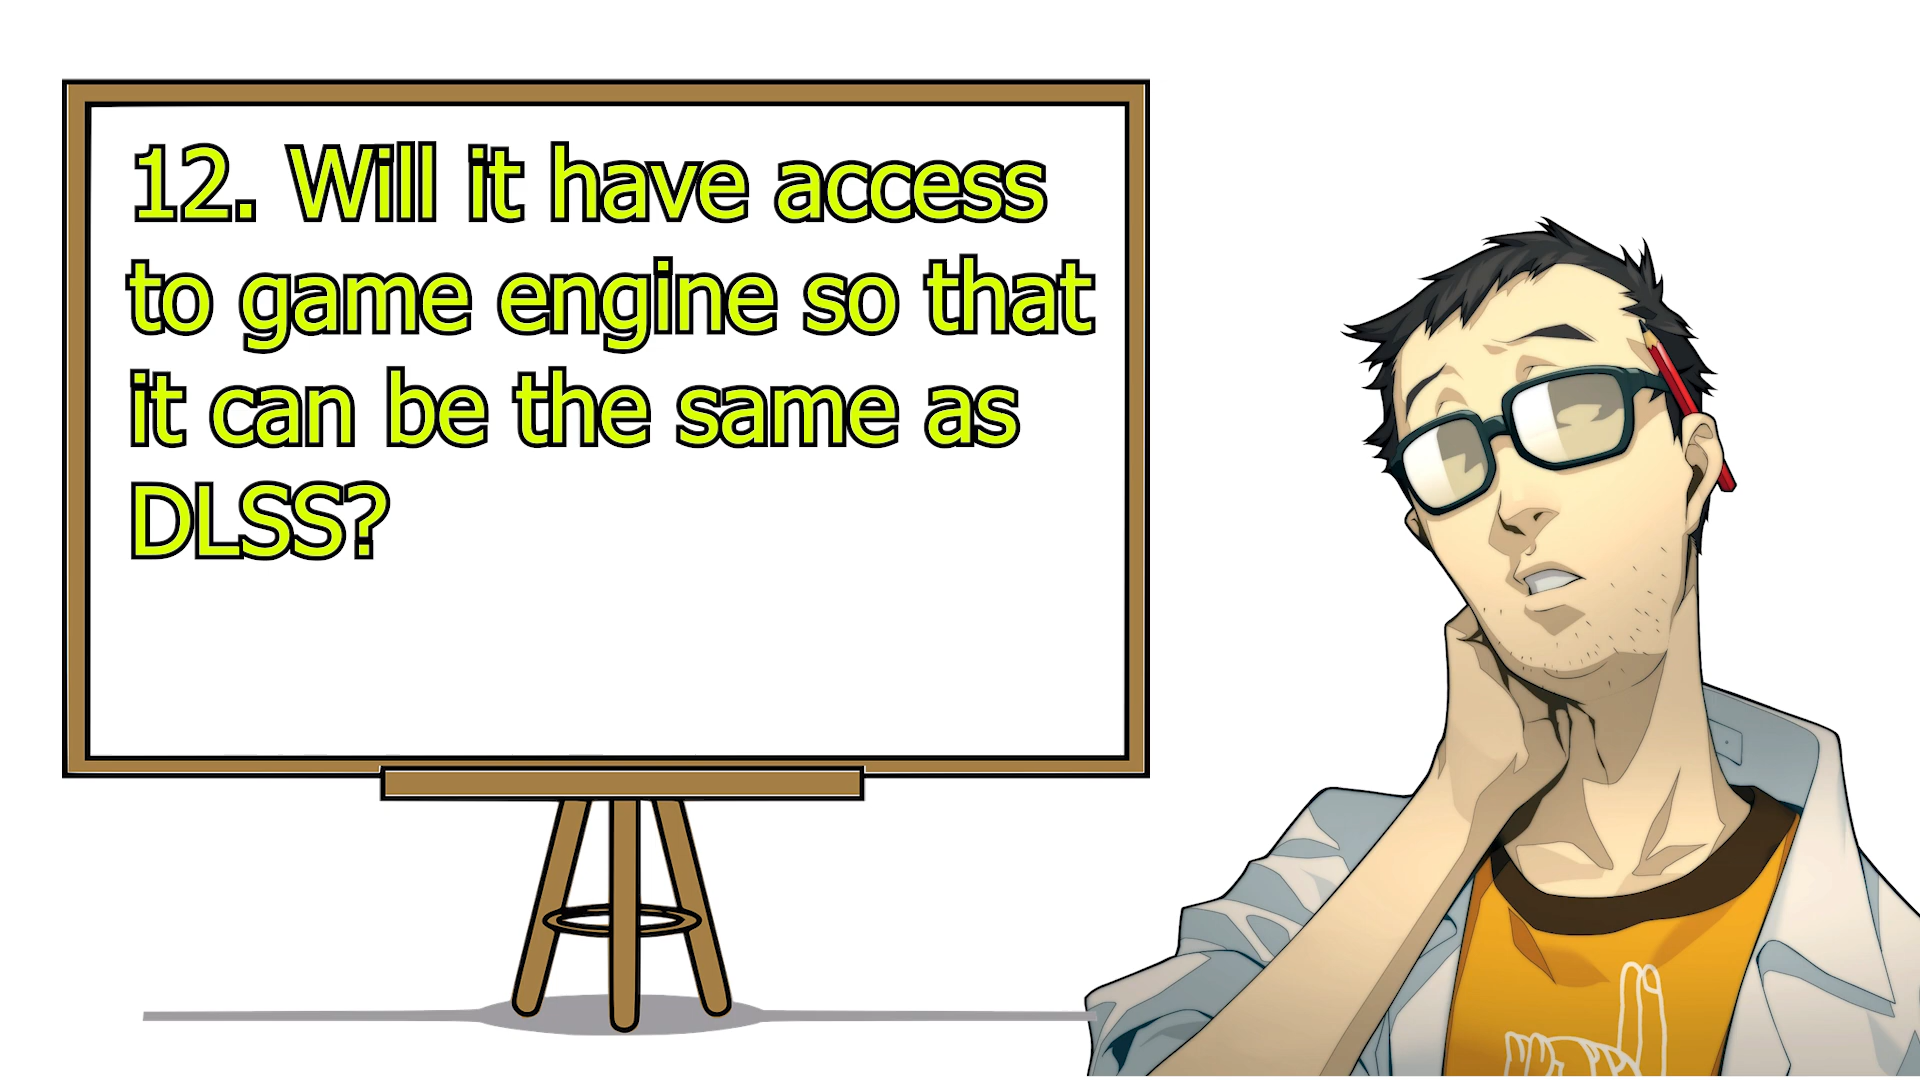 12. Will it have access
to game engine so that
it can be the same as
DLSS?